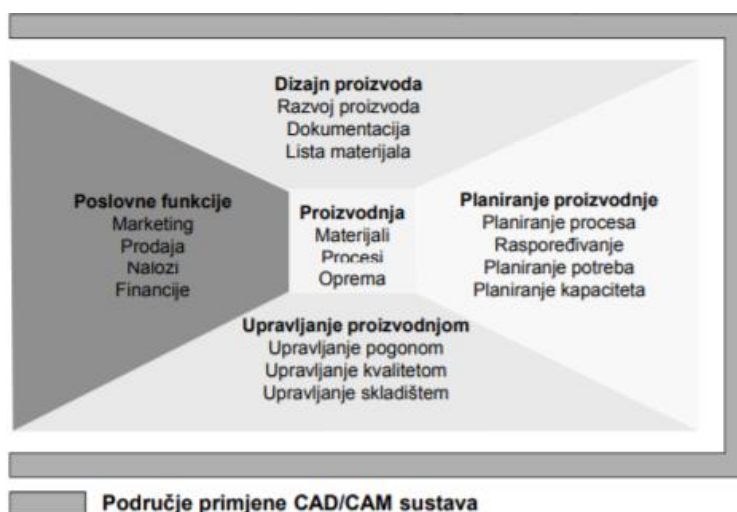 Dizajn proizvoda
Razvoj proizvoda
Dokumentacija
Lista materijala
Poslovne funkcije
Marketing
Prodaja
Nalozi
Financije
Proizvodnja
Materijali
Procesi
Oprema
Planiranje proizvodnje
Planiranje procesa
Raspoređivanje
Planiranje potreba
Planiranje kapaciteta
Upravljanje proizvodnjom
Upravljanje pogonom
Upravljanje kvalitetom
Upravljanje skladištem
Područje primjene CAD/CAM sustava